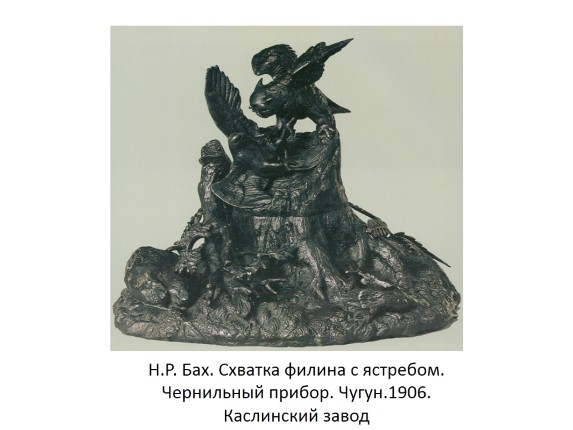 Н.Р. Бах. Схватка филина с ястребом.
Чернильный прибор. Чугун.1906.
Каслинский завод